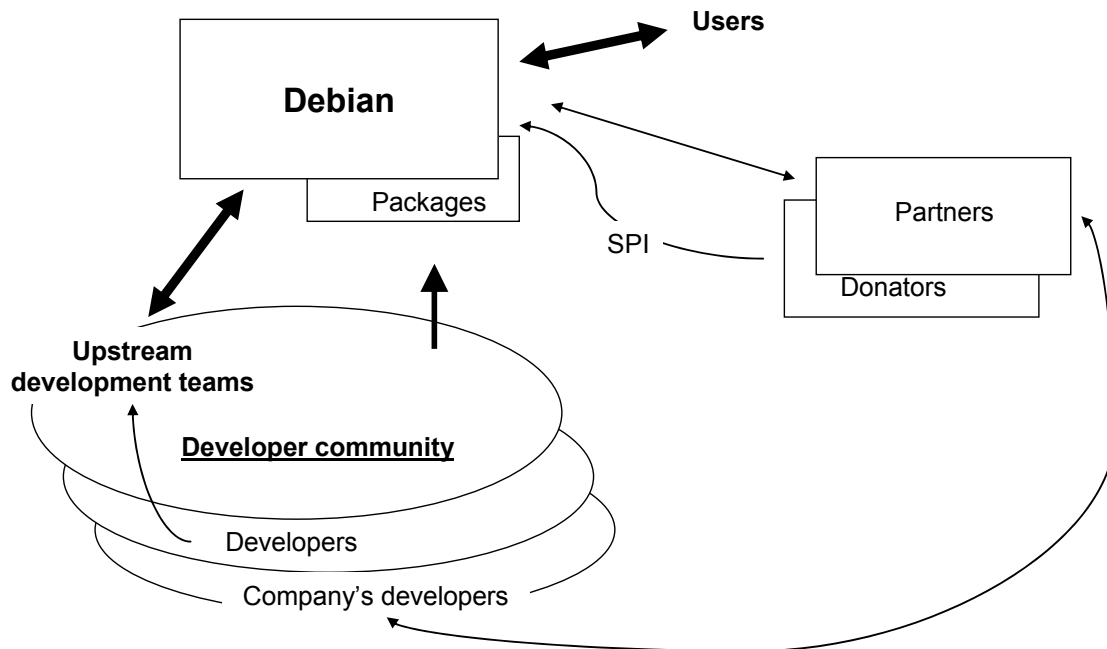 Users
Debian
Packages
Partners
SPI
Donators
Upstream
development teams
Developer community
Developers
Company’s developers